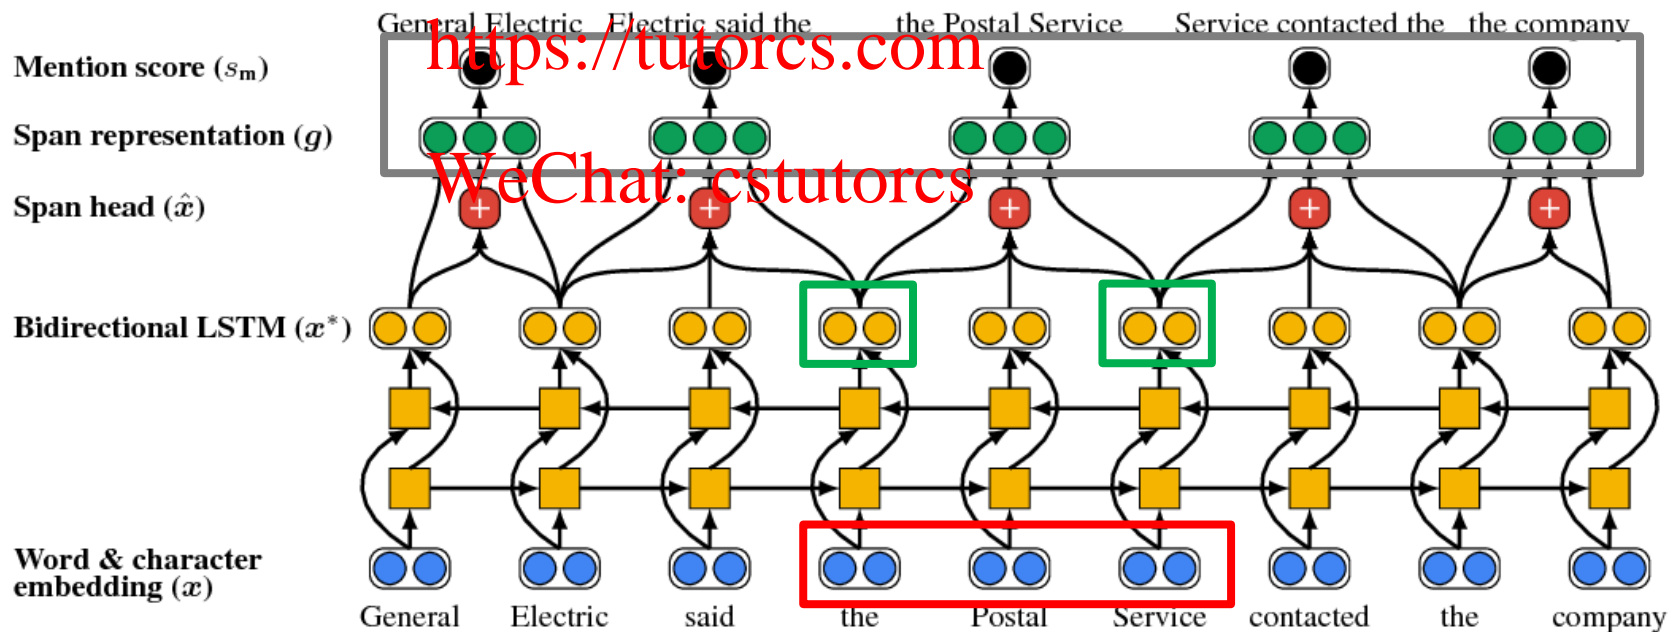 General Electric Electric said the the Postal Service Service contacted the the company
https://tutorcs.com
Mention score (sm)
Span representation (g)
WeChat: cstutorcs
Span head (x̂)
Bidirectional LSTM (x*)
Word & character
embedding (x)
General Electric said the Postal Service contacted the company